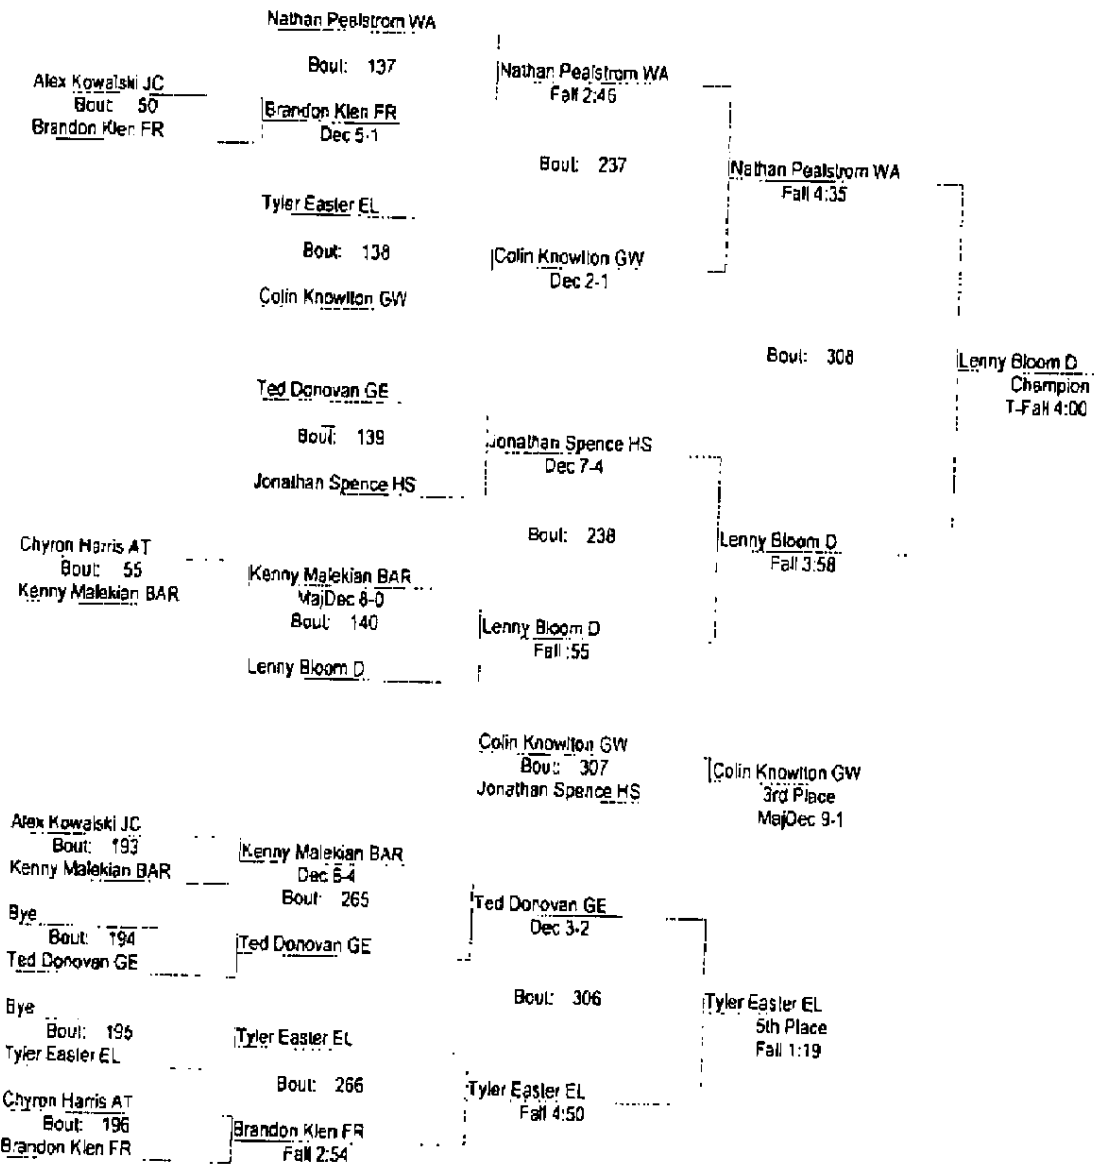 Nathan Pealstrom WA
Bout: 137
Nathan Pealstrom WA
Fall 2:46
Alex Kowalski JC
Bout: 50
Brandon Klen FR
Brandon Klen FR
Dec 5-1
Bout: 237
Nathan Pealstrom WA
Fall 4:35
Tyler Easter EL
Bout: 138
Colin Knowlton GW
Dec 2-1
Colin Knowlton GW
Bout: 308
Lenny Bloom D
Champion
T-Fall 4:00
Ted Donovan GE
Bout: 139
Jonathan Spence HS
Dec 7-4
Jonathan Spence HS
Bout: 238
Lenny Bloom D
Fall 3:58
Chyron Harris AT
Bout: 55
Kenny Malekian BAR
Kenny Malekian BAR
MajDec 8-0
Bout: 140
Lenny Bloom D
Fall :55
Lenny Bloom D
Colin Knowlton GW
Bout: 307
Jonathan Spence HS
Colin Knowlton GW
3rd Place
MajDec 9-1
Alex Kowalski JC
Bout: 193
Kenny Malekian BAR
Kenny Malekian BAR
Dec 6-4
Bout: 265
Ted Donovan GE
Dec 3-2
Bye
Bout: 194
Ted Donovan GE
Ted Donovan GE
Bout: 306
Tyler Easter EL
5th Place
Fall 1:19
Bye
Bout: 195
Tyler Easter EL
Tyler Easter EL
Bout: 266
Tyler Easter EL
Fall 4:50
Chyron Harris AT
Bout: 196
Brandon Klen FR
Brandon Klen FR
Fall 2:54